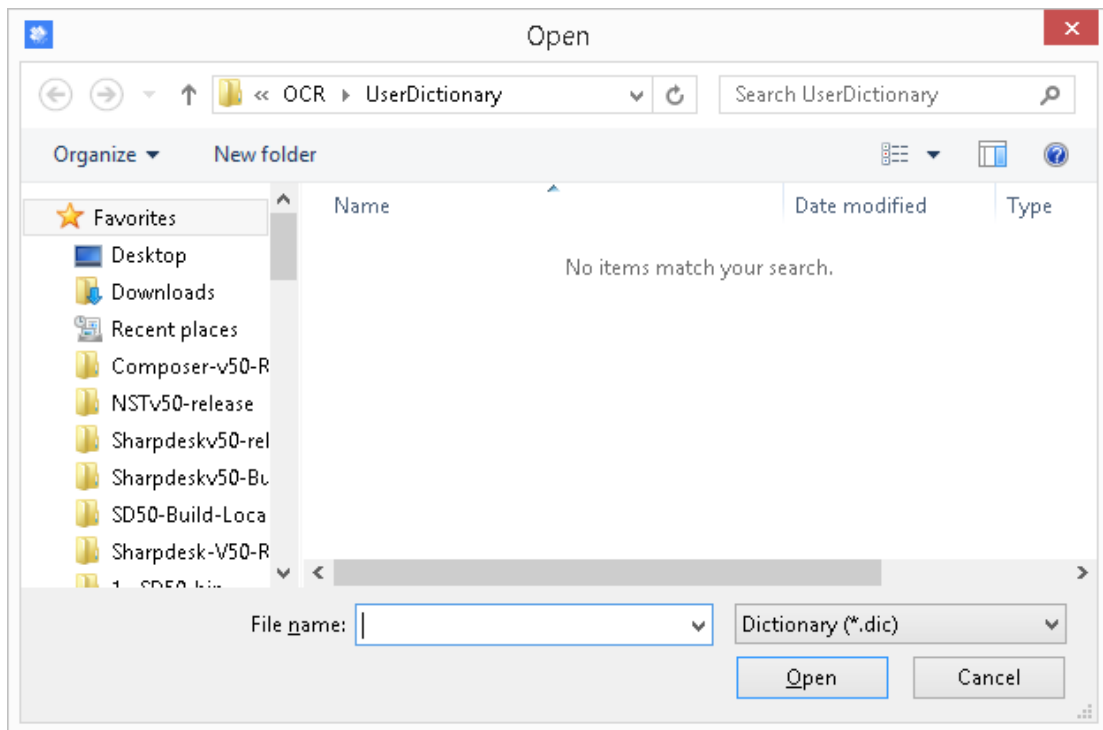 Open
« OCR UserDictionary
Search UserDictionary
Organize
New folder
Favorites
Name
Date modified
Type
Desktop
No items match your search.
Downloads
Recent places
Composer-v50-R
NSTv50-release
Sharpdeskv50-rel
Sharpdeskv50-Bu
SD50-Build-Loca
Sharpdesk-V50-R
File name:
Dictionary (*.dic)
Open
Cancel